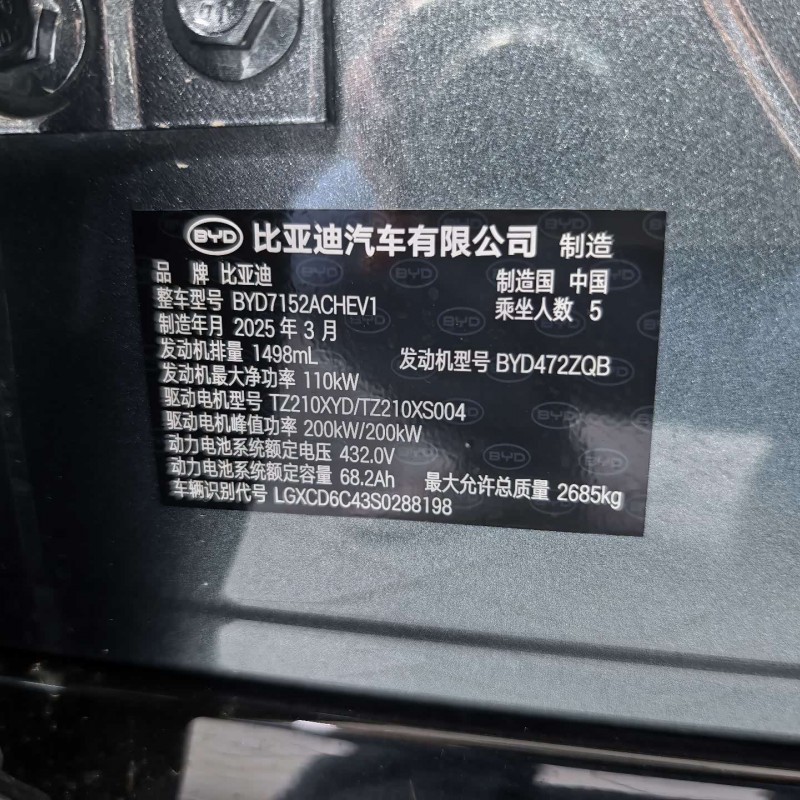 BYD 比亚迪汽车有限公司 制造
品 牌 比亚迪 制造国 中国
整车型号 BYD7152ACHEV1 乘坐人数 5
制造年月 2025 年 3 月
发动机排量 1498mL 发动机型号 BYD472ZQB
发动机最大净功率 110kW
驱动电机型号 TZ210XYD/TZ210XS004
驱动电机峰值功率 200kW/200kW
动力电池系统额定电压 432.0V
动力电池系统额定容量 68.2Ah 最大允许总质量 2685kg
车辆识别代号 LGXCD6C43S0288198